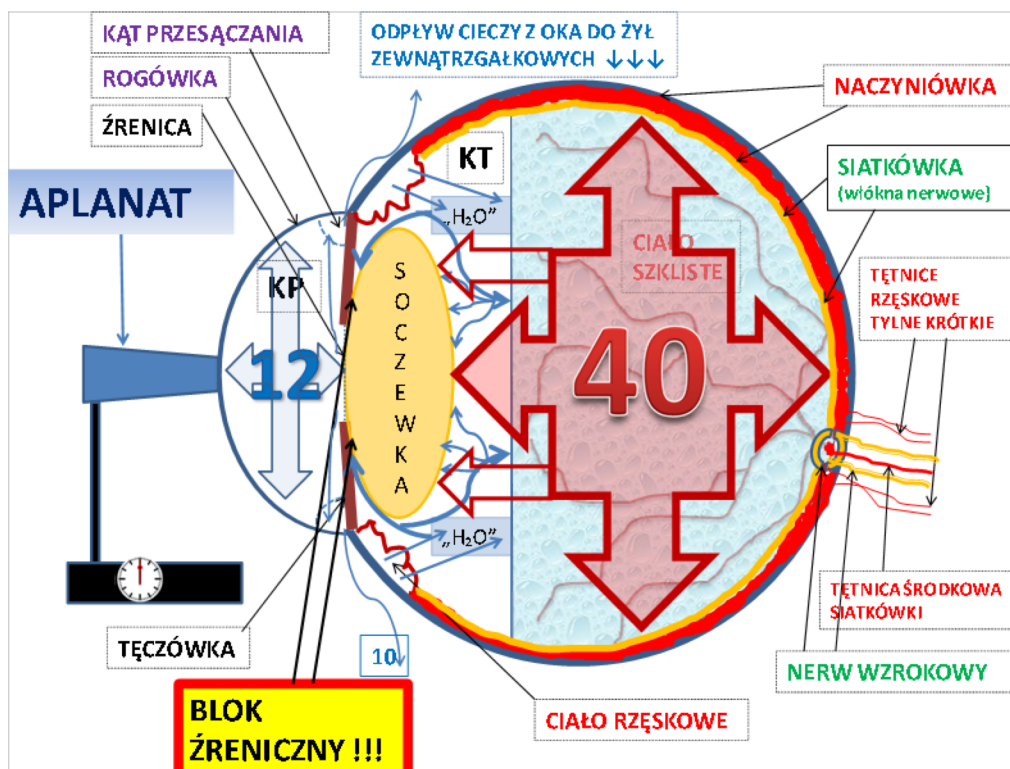 KĄT PRZESĄCZANIA
ROGÓWKA
ŹRENICA
APLANAT
ODPŁYW CIECZY Z OKA DO ŻYŁ
ZEWNĄTRZGAŁKOWYCH ↓↓↓
NACZYNIÓWKA
SIATKÓWKA
(włókna nerwowe)
TĘTNICE
RZĘSKOWE
TYLNE KRÓTKIE
KT
„H₂O”
CIAŁO
SZKLISTE
KP
12
SOCZEWKA
40
„H₂O”
TĘTNICA ŚRODKOWA
SIATKÓWKI
NERW WZROKOWY
TĘCZÓWKA
10
BLOK
ŹRENICZNY !!!
CIAŁO RZĘSKOWE